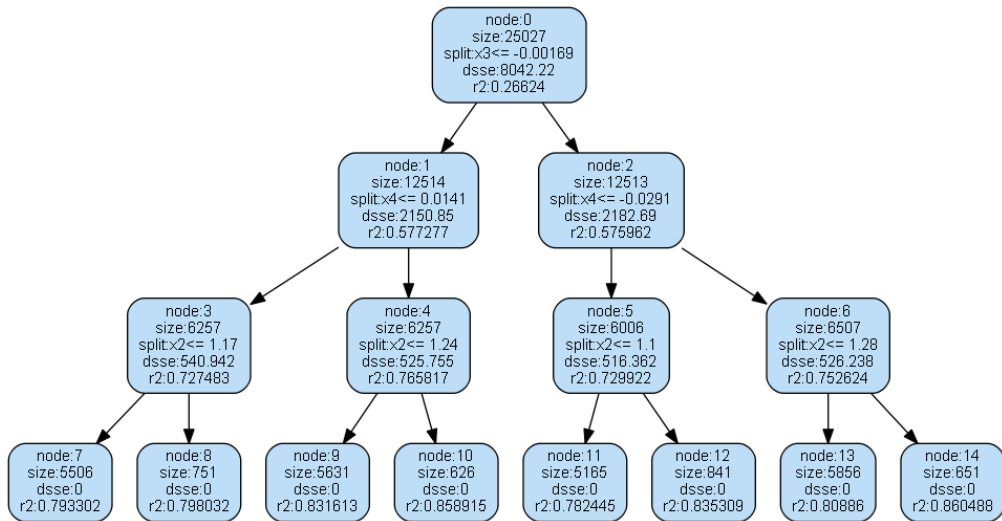 node:0
size:25027
split:x3<= -0.00169
dsse:8042.22
r2:0.26624
node:1
size:12514
split:x4<= 0.0141
dsse:2150.85
r2:0.577277
node:2
size:12513
split:x4<= -0.0291
dsse:2182.69
r2:0.575962
node:3
size:6257
split:x2<= 1.17
dsse:540.942
r2:0.727483
node:4
size:6257
split:x2<= 1.24
dsse:525.755
r2:0.765817
node:5
size:6006
split:x2<= 1.1
dsse:516.362
r2:0.729922
node:6
size:6507
split:x2<= 1.28
dsse:526.238
r2:0.752624
node:7
size:5506
dsse:0
r2:0.793302
node:8
size:751
dsse:0
r2:0.798032
node:9
size:5631
dsse:0
r2:0.831613
node:10
size:626
dsse:0
r2:0.858915
node:11
size:5165
dsse:0
r2:0.782445
node:12
size:841
dsse:0
r2:0.835309
node:13
size:5856
dsse:0
r2:0.80886
node:14
size:651
dsse:0
r2:0.860488